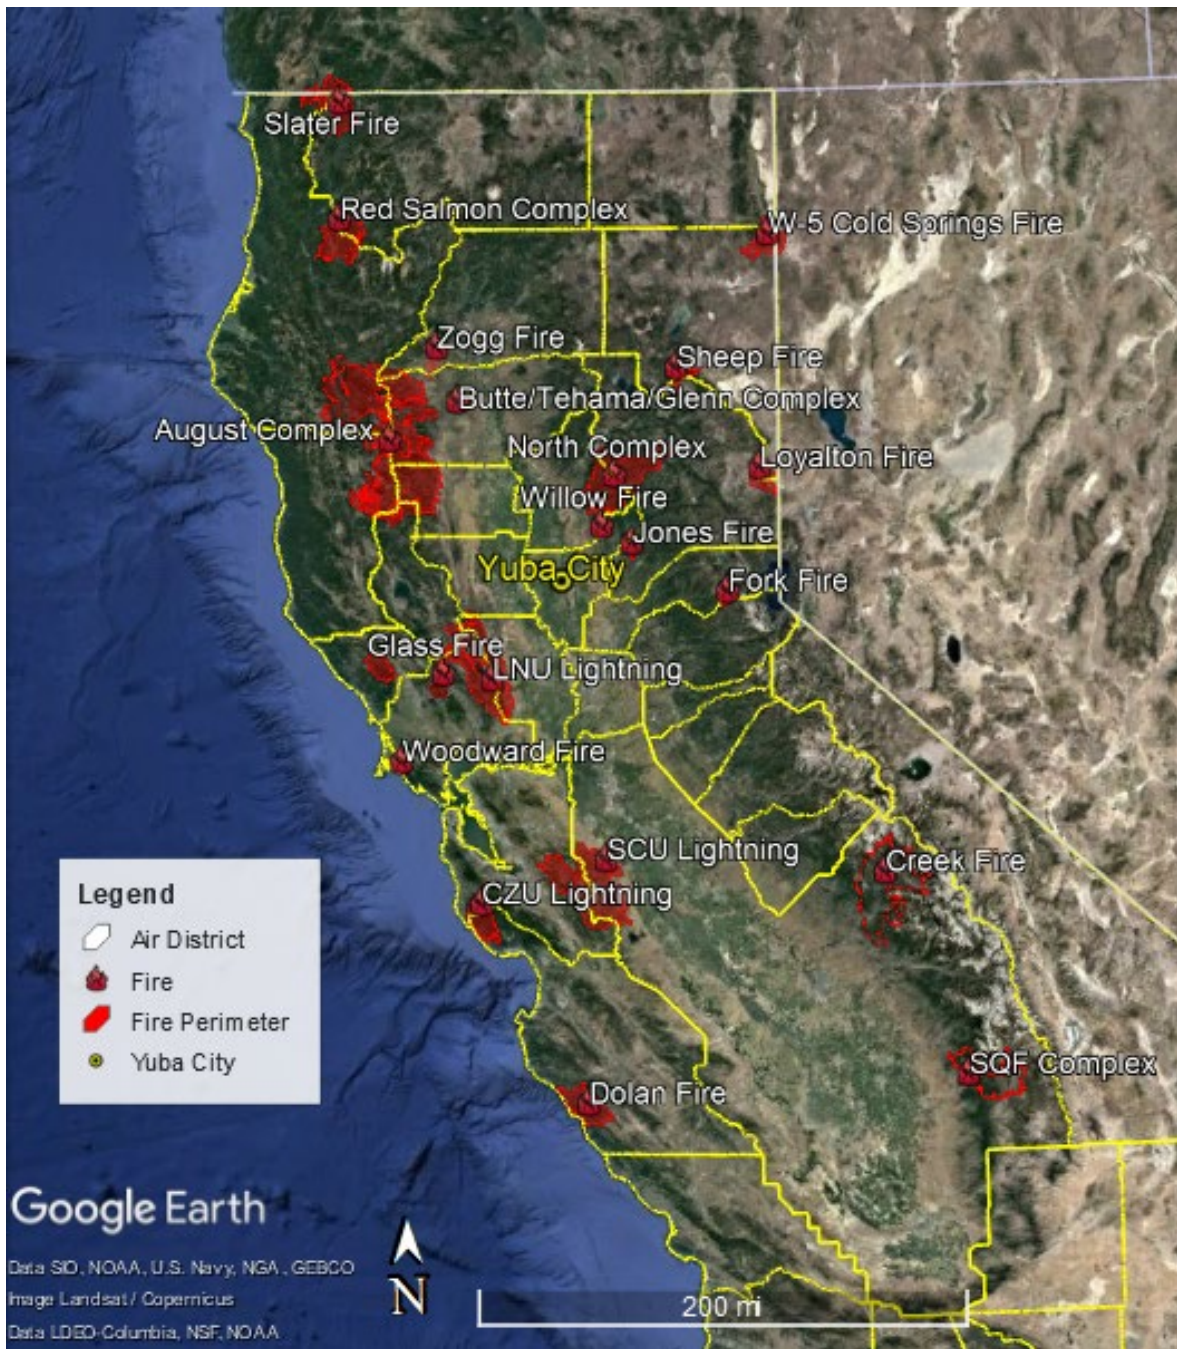 Slater Fire
Red Salmon Complex
W-5 Cold Springs Fire
Zogg Fire
Sheep Fire
Butte/Tehama/Glenn Complex
August Complex
North Complex
Loyalton Fire
Willow Fire
Jones Fire
Yuba City
Fork Fire
Glass Fire
LNU Lightning
Woodward Fire
SCU Lightning
Creek Fire
CZU Lightning
Legend
Air District
Fire
Fire Perimeter
Yuba City
SQF Complex
Dolan Fire
Google Earth
N
200 mi
Data SIO, NOAA, U.S. Navy, NGA, GEBCO
Image Landsat / Copernicus
Data LDEO-Columbia, NSF, NOAA